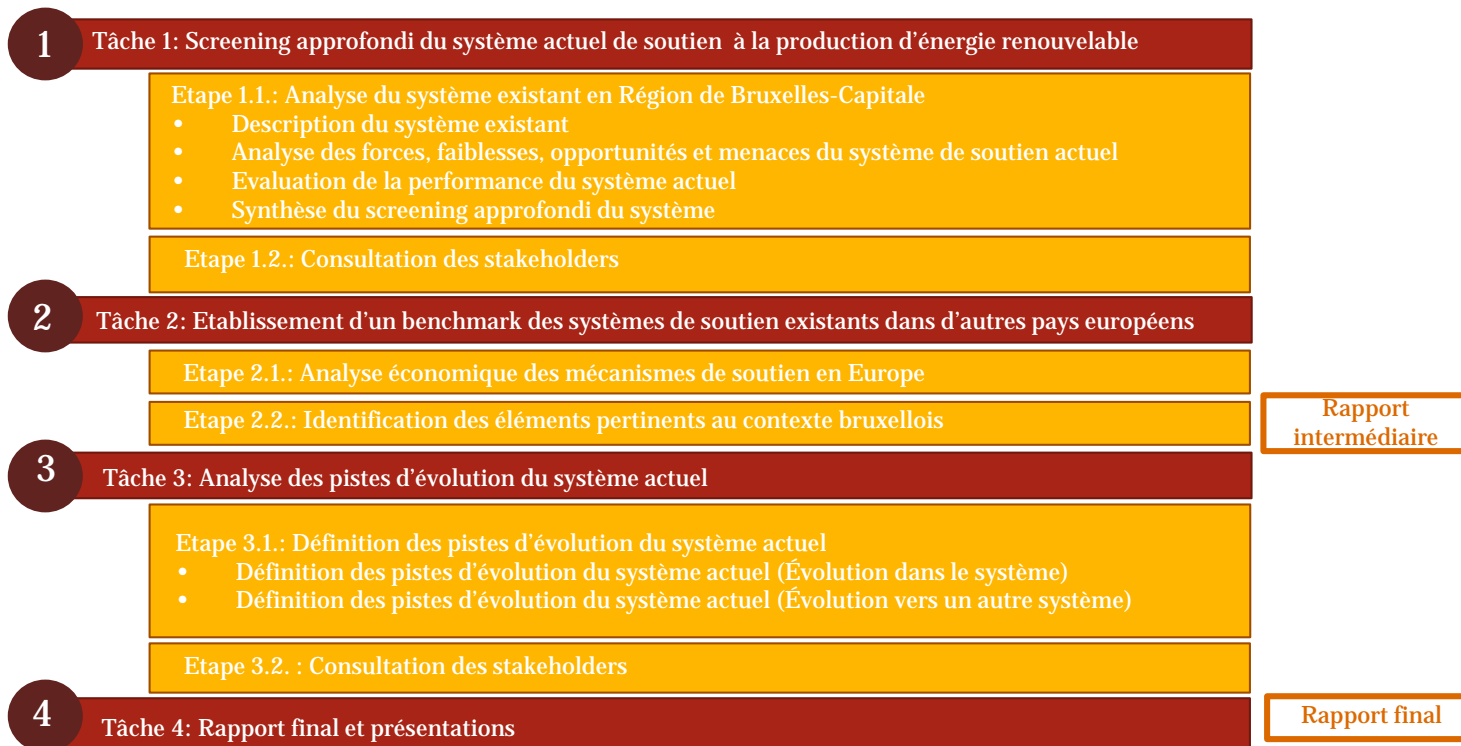 1
Tâche 1: Screening approfondi du système actuel de soutien à la production d'énergie renouvelable
Etape 1.1.: Analyse du système existant en Région de Bruxelles-Capitale
• Description du système existant
• Analyse des forces, faiblesses, opportunités et menaces du système de soutien actuel
• Evaluation de la performance du système actuel
• Synthèse du screening approfondi du système
Etape 1.2.: Consultation des stakeholders
2
Tâche 2: Etablissement d'un benchmark des systèmes de soutien existants dans d'autres pays européens
Etape 2.1.: Analyse économique des mécanismes de soutien en Europe
Etape 2.2.: Identification des éléments pertinents au contexte bruxellois
Rapport
intermédiaire
3
Tâche 3: Analyse des pistes d'évolution du système actuel
Etape 3.1.: Définition des pistes d'évolution du système actuel
• Définition des pistes d'évolution du système actuel (Évolution dans le système)
• Définition des pistes d'évolution du système actuel (Évolution vers un autre système)
Etape 3.2. : Consultation des stakeholders
4
Tâche 4: Rapport final et présentations
Rapport final